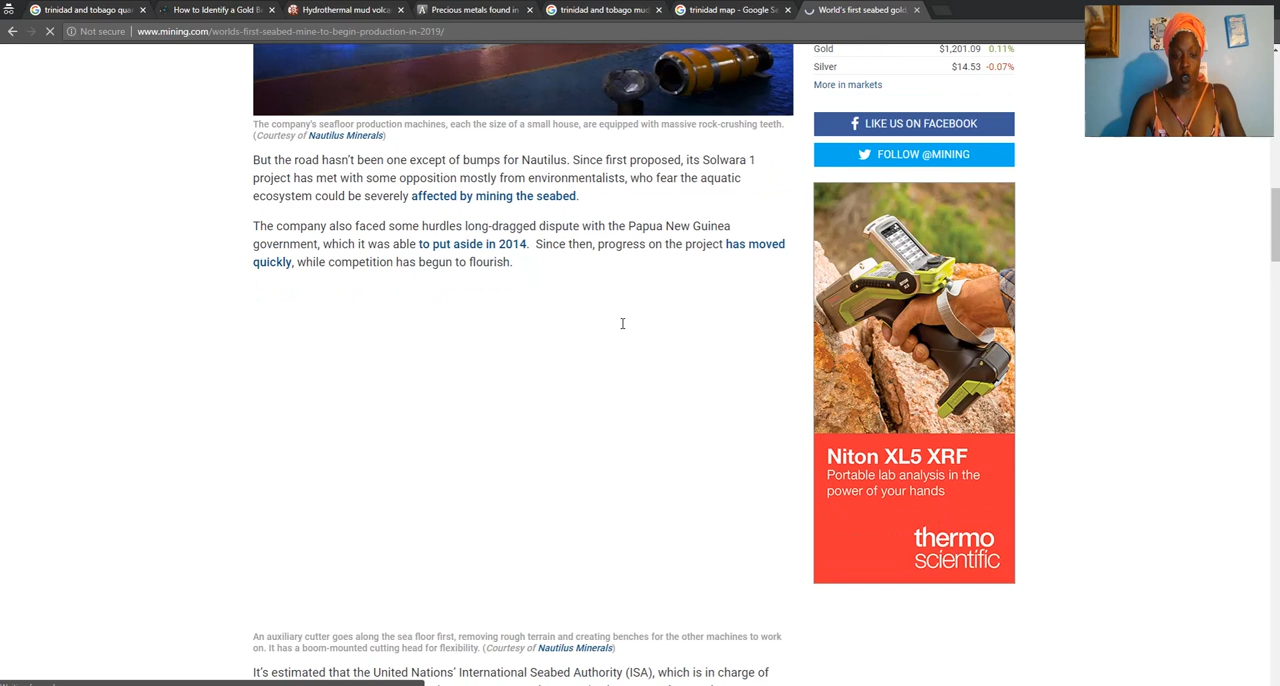 trinidad and tobago qua
How to Identify a Gold B
Hydrothermal mud volca
Precious metals found in
trinidad and tobago mud
trinidad map - Google Se
World's first seabed gold
Not secure
www.mining.com/worlds-first-seabed-mine-to-begin-production-in-2019/
The company's seafloor production machines, each the size of a small house, are equipped with massive rock-crushing teeth.
(Courtesy of Nautilus Minerals)
But the road hasn't been one except of bumps for Nautilus. Since first proposed, its Solwara 1
project has met with some opposition mostly from environmentalists, who fear the aquatic
ecosystem could be severely affected by mining the seabed.
The company also faced some hurdles long-dragged dispute with the Papua New Guinea
government, which it was able to put aside in 2014. Since then, progress on the project has moved
quickly, while competition has begun to flourish.
An auxiliary cutter goes along the sea floor first, removing rough terrain and creating benches for the other machines to work
on. It has a boom-mounted cutting head for flexibility. (Courtesy of Nautilus Minerals)
It's estimated that the United Nations' International Seabed Authority (ISA), which is in charge of
Gold $1,201.09 0.11%
Silver $14.53 -0.07%
More in markets
LIKE US ON FACEBOOK
FOLLOW @MINING
Niton XL5 XRF
Portable lab analysis in the
power of your hands
thermo
scientific